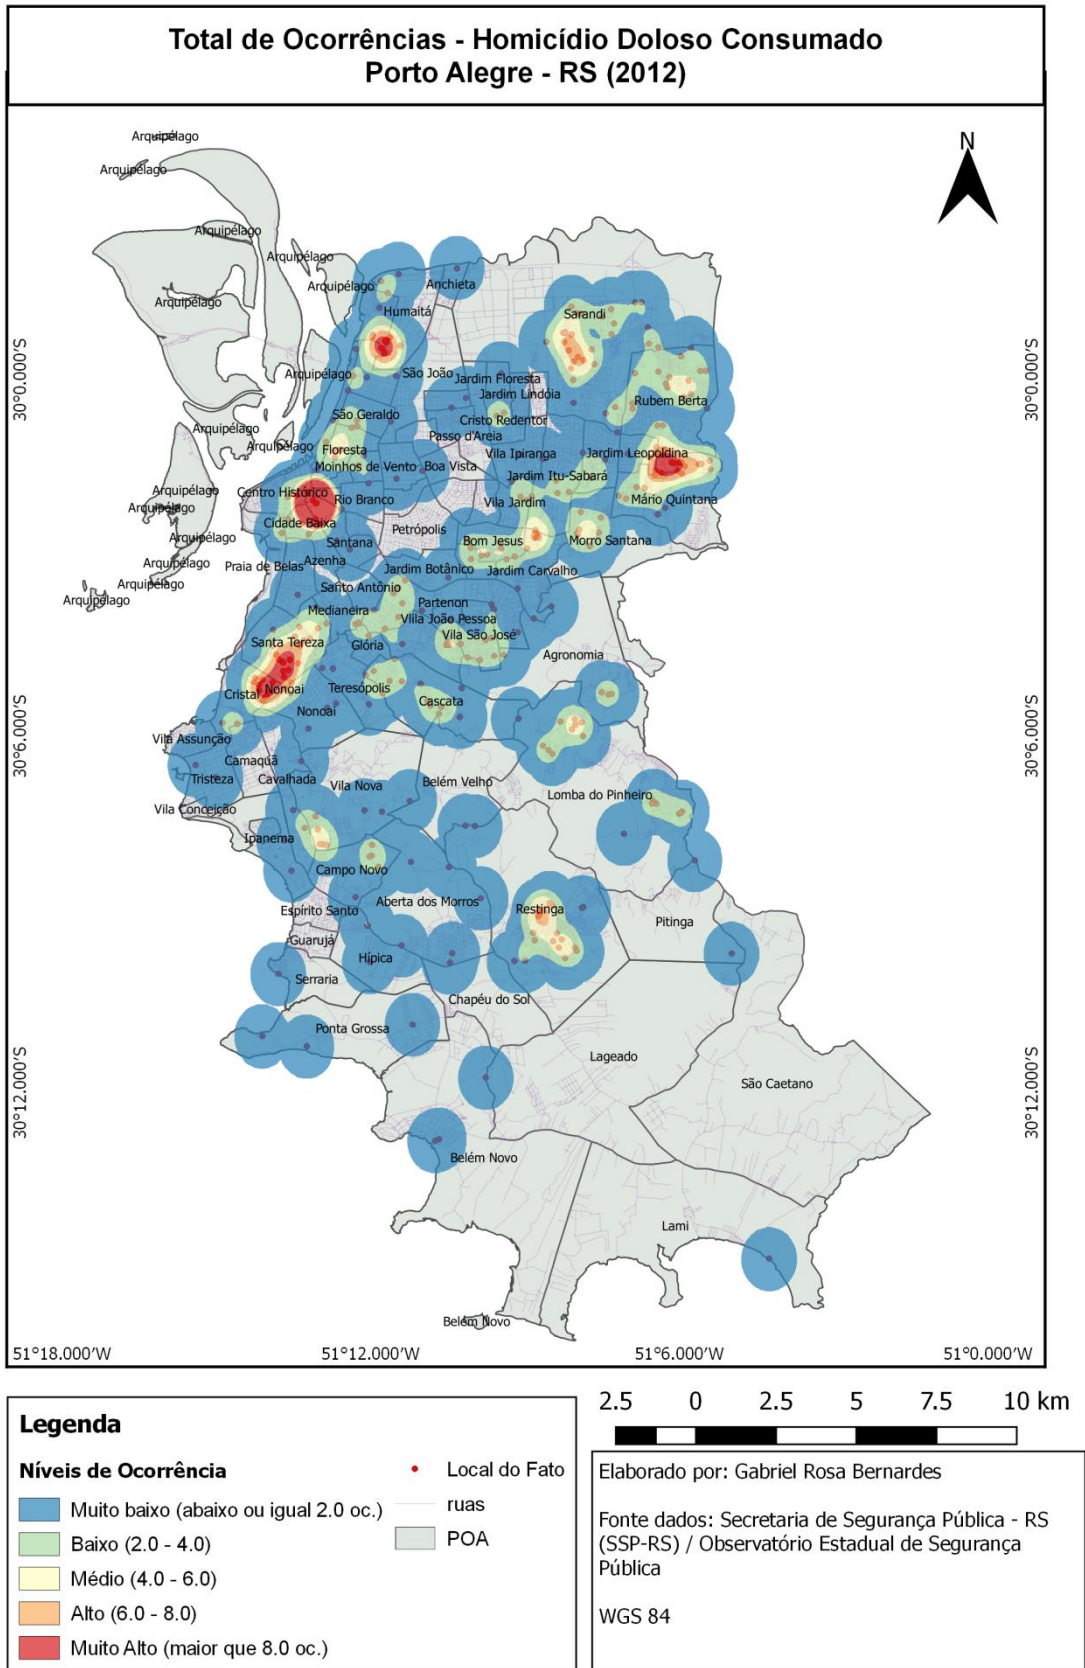 Total de Ocorrências - Homicídio Doloso Consumado
Porto Alegre - RS (2012)
N
Arquipélago
Arquipélago
Arquipélago
Arquipélago
Arquipélago
Anchieta
Arquipélago
Humaitá
Sarandi
30°0.000'S
30°0.000'S
Arquipélago
São João
Jardim Floresta
Jardim Lindóia
Rubem Berta
São Geraldo
Cristo Redentor
Arquipélago
Passo d'Areia
Arquipélago
Floresta
Vila Ipiranga
Jardim Leopoldina
Moinhos de Vento
Boa Vista
Jardim Itu-Sabará
Arquipélago
Centro Histórico
Rio Branco
Vila Jardim
Mário Quintana
Arquipélago
Cidade Baixa
Petrópolis
Arquipélago
Santana
Bom Jesus
Morro Santana
Arquipélago
Praia de Belas
Azenha
Jardim Botânico
Jardim Carvalho
Arquipélago
Santo Antônio
Arquipélago
Medianeira
Partenon
Vlila João Pessoa
Santa Tereza
Glória
Vila São José
Agronomia
Cristal
Nonoai
Teresópolis
Cascata
Nonoai
30°6.000'S
30°6.000'S
Vila Assunção
Camaquã
Tristeza
Cavalhada
Vila Nova
Belém Velho
Lomba do Pinheiro
Vila Conceição
Ipanema
Campo Novo
Espírito Santo
Aberta dos Morros
Restinga
Pitinga
Guarujá
Hípica
Serraria
Chapéu do Sol
Ponta Grossa
Lageado
São Caetano
30°12.000'S
30°12.000'S
Belém Novo
Lami
Belém Novo
51°18.000'W
51°12.000'W
51°6.000'W
51°0.000'W
2.5 0 2.5 5 7.5 10 km
Legenda
Níveis de Ocorrência
Muito baixo (abaixo ou igual 2.0 oc.)
Baixo (2.0 - 4.0)
Médio (4.0 - 6.0)
Alto (6.0 - 8.0)
Muito Alto (maior que 8.0 oc.)
Local do Fato
ruas
POA
Elaborado por: Gabriel Rosa Bernardes
Fonte dados: Secretaria de Segurança Pública - RS
(SSP-RS) / Observatório Estadual de Segurança
Pública
WGS 84